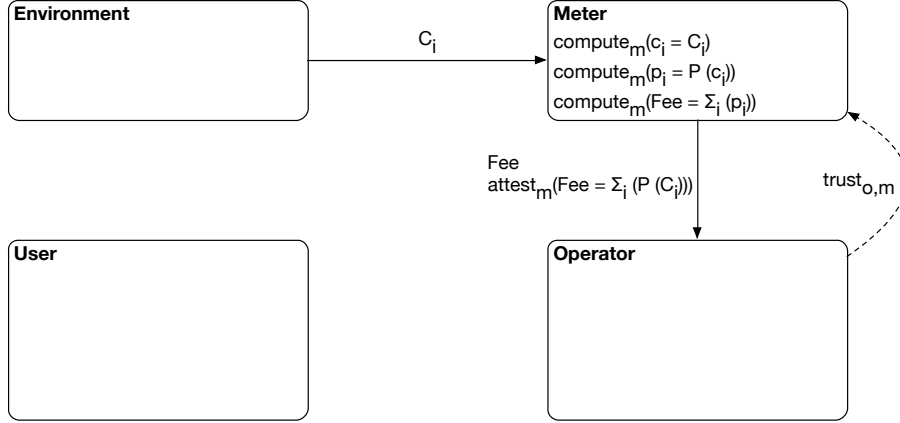 Environment
C_i
Meter
compute_m(c_i = C_i)
compute_m(p_i = P (c_i))
compute_m(Fee = Σ_i (p_i))
Fee
attest_m(Fee = Σ_i (P (C_i)))
trust_o,m
User
Operator